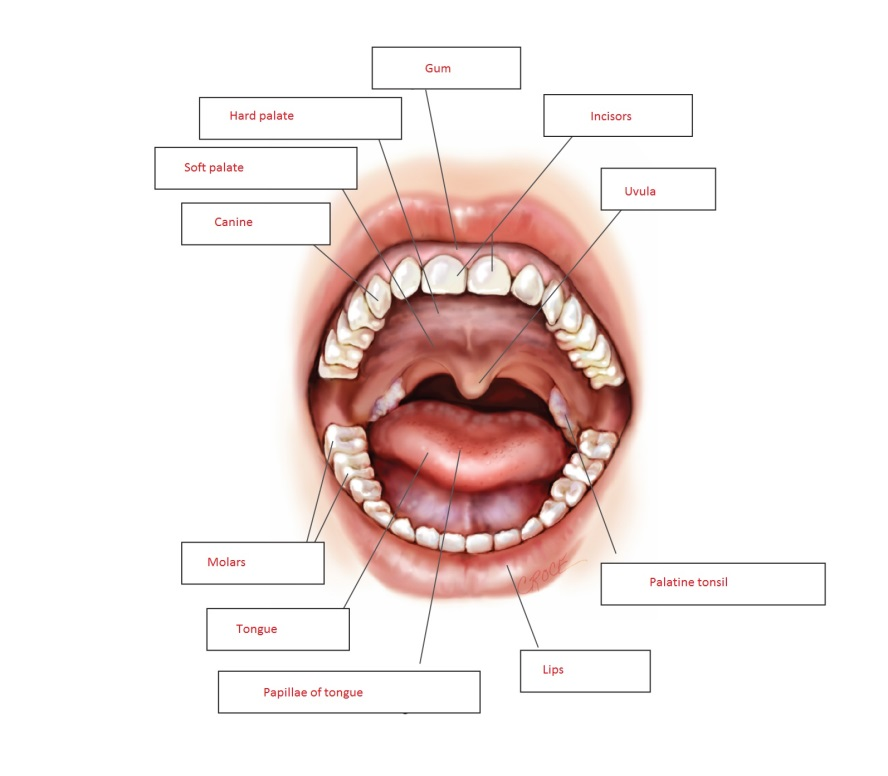 Gum
Hard palate
Incisors
Soft palate
Uvula
Canine
Molars
Palatine tonsil
Tongue
Lips
Papillae of tongue